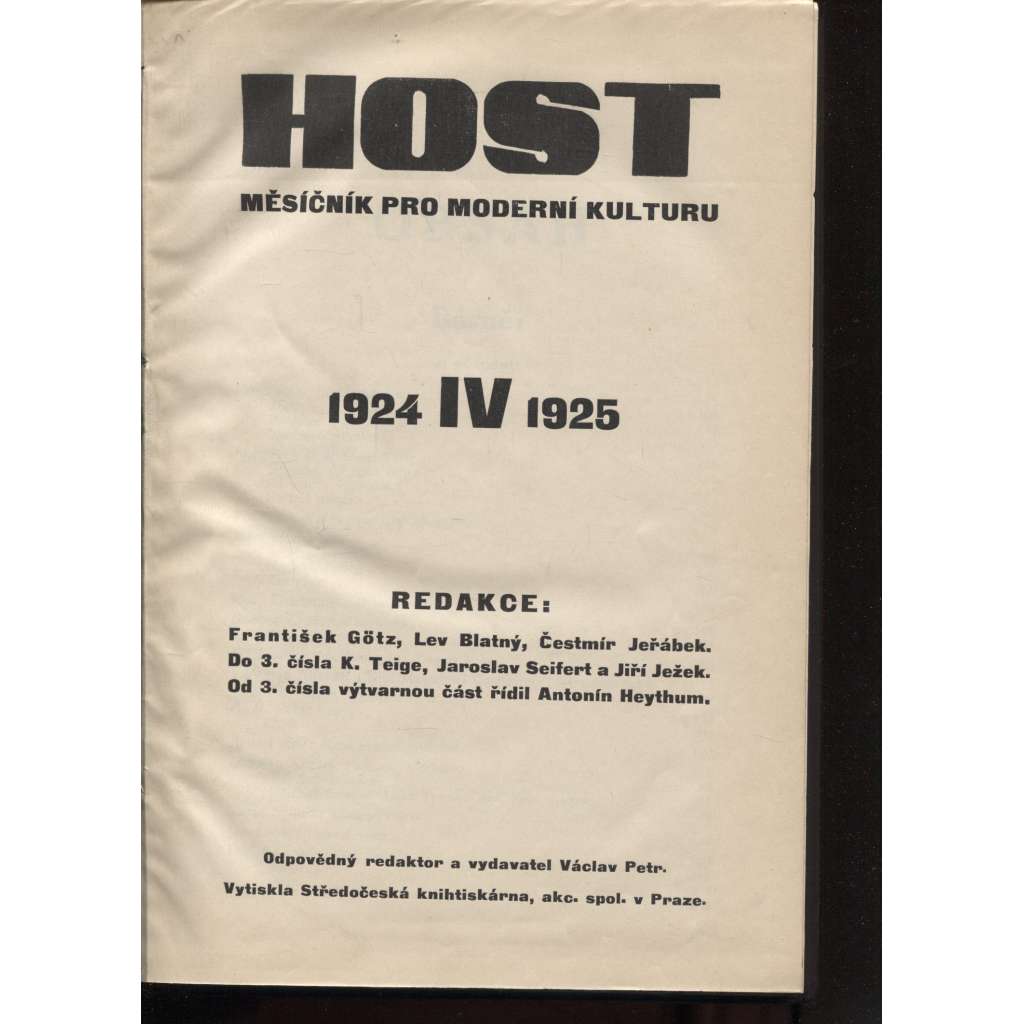 HOST
MĚSÍČNÍK PRO MODERNÍ KULTURU
1924 IV 1925
REDAKCE:
František Götz, Lev Blatný, Čestmír Jeřábek.
Do 3. čísla K. Teige, Jaroslav Seifert a Jiří Ježek.
Od 3. čísla výtvarnou část řídil Antonín Heythum.
Odpovědný redaktor a vydavatel Václav Petr.
Vytiskla Středočeská knihtiskárna, akc. spol. v Praze.